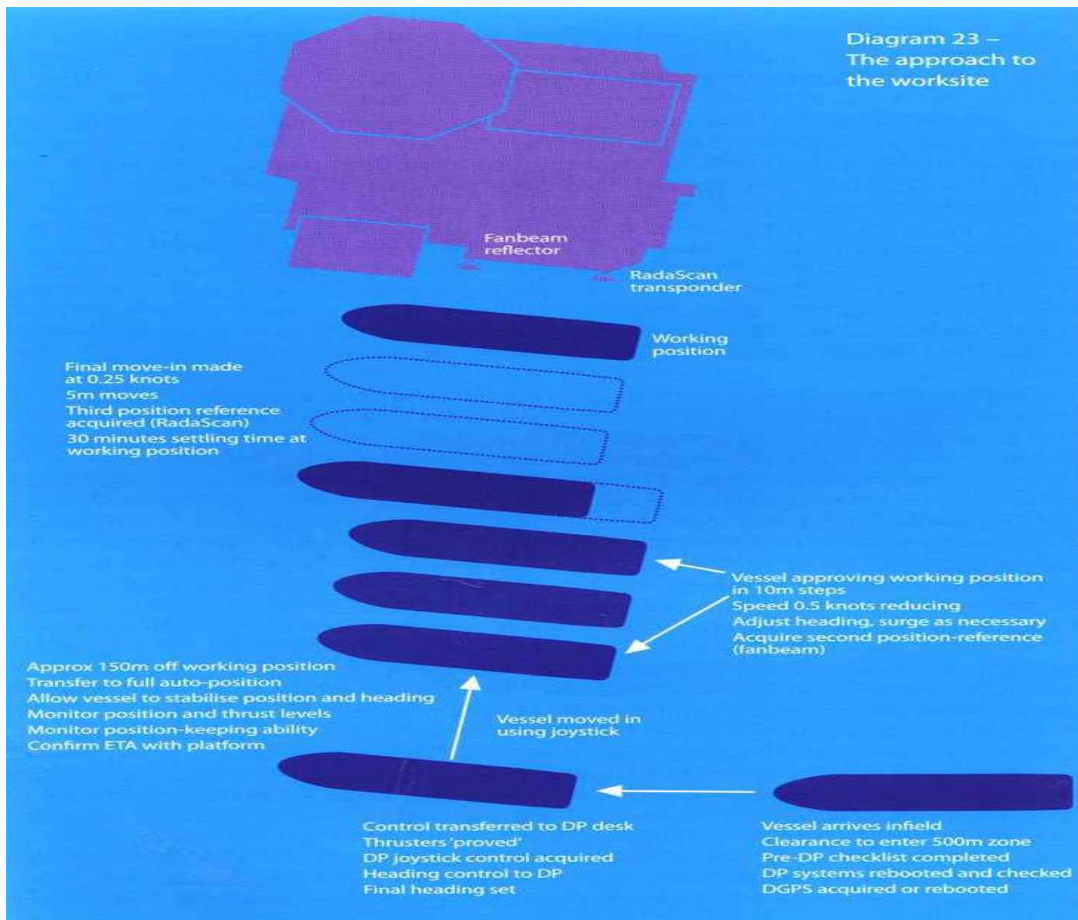 Diagram 23 –
The approach to
the worksite
Fanbeam
reflector
RadaScan
transponder
Working
position
Final move-in made
at 0.25 knots
5m moves
Third position reference
acquired (RadaScan)
30 minutes settling time at
working position
Vessel approving working position
in 10m steps
Speed 0.5 knots reducing
Adjust heading, surge as necessary
Acquire second position-reference
(fanbeam)
Approx 150m off working position
Transfer to full auto-position
Allow vessel to stabilise position and heading
Monitor position and thrust levels
Monitor position-keeping ability
Confirm ETA with platform
Vessel moved in
using joystick
Control transferred to DP desk
Thrusters 'proved'
DP joystick control acquired
Heading control to DP
Final heading set
Vessel arrives infield
Clearance to enter 500m zone
Pre-DP checklist completed
DP systems rebooted and checked
DGPS acquired or rebooted